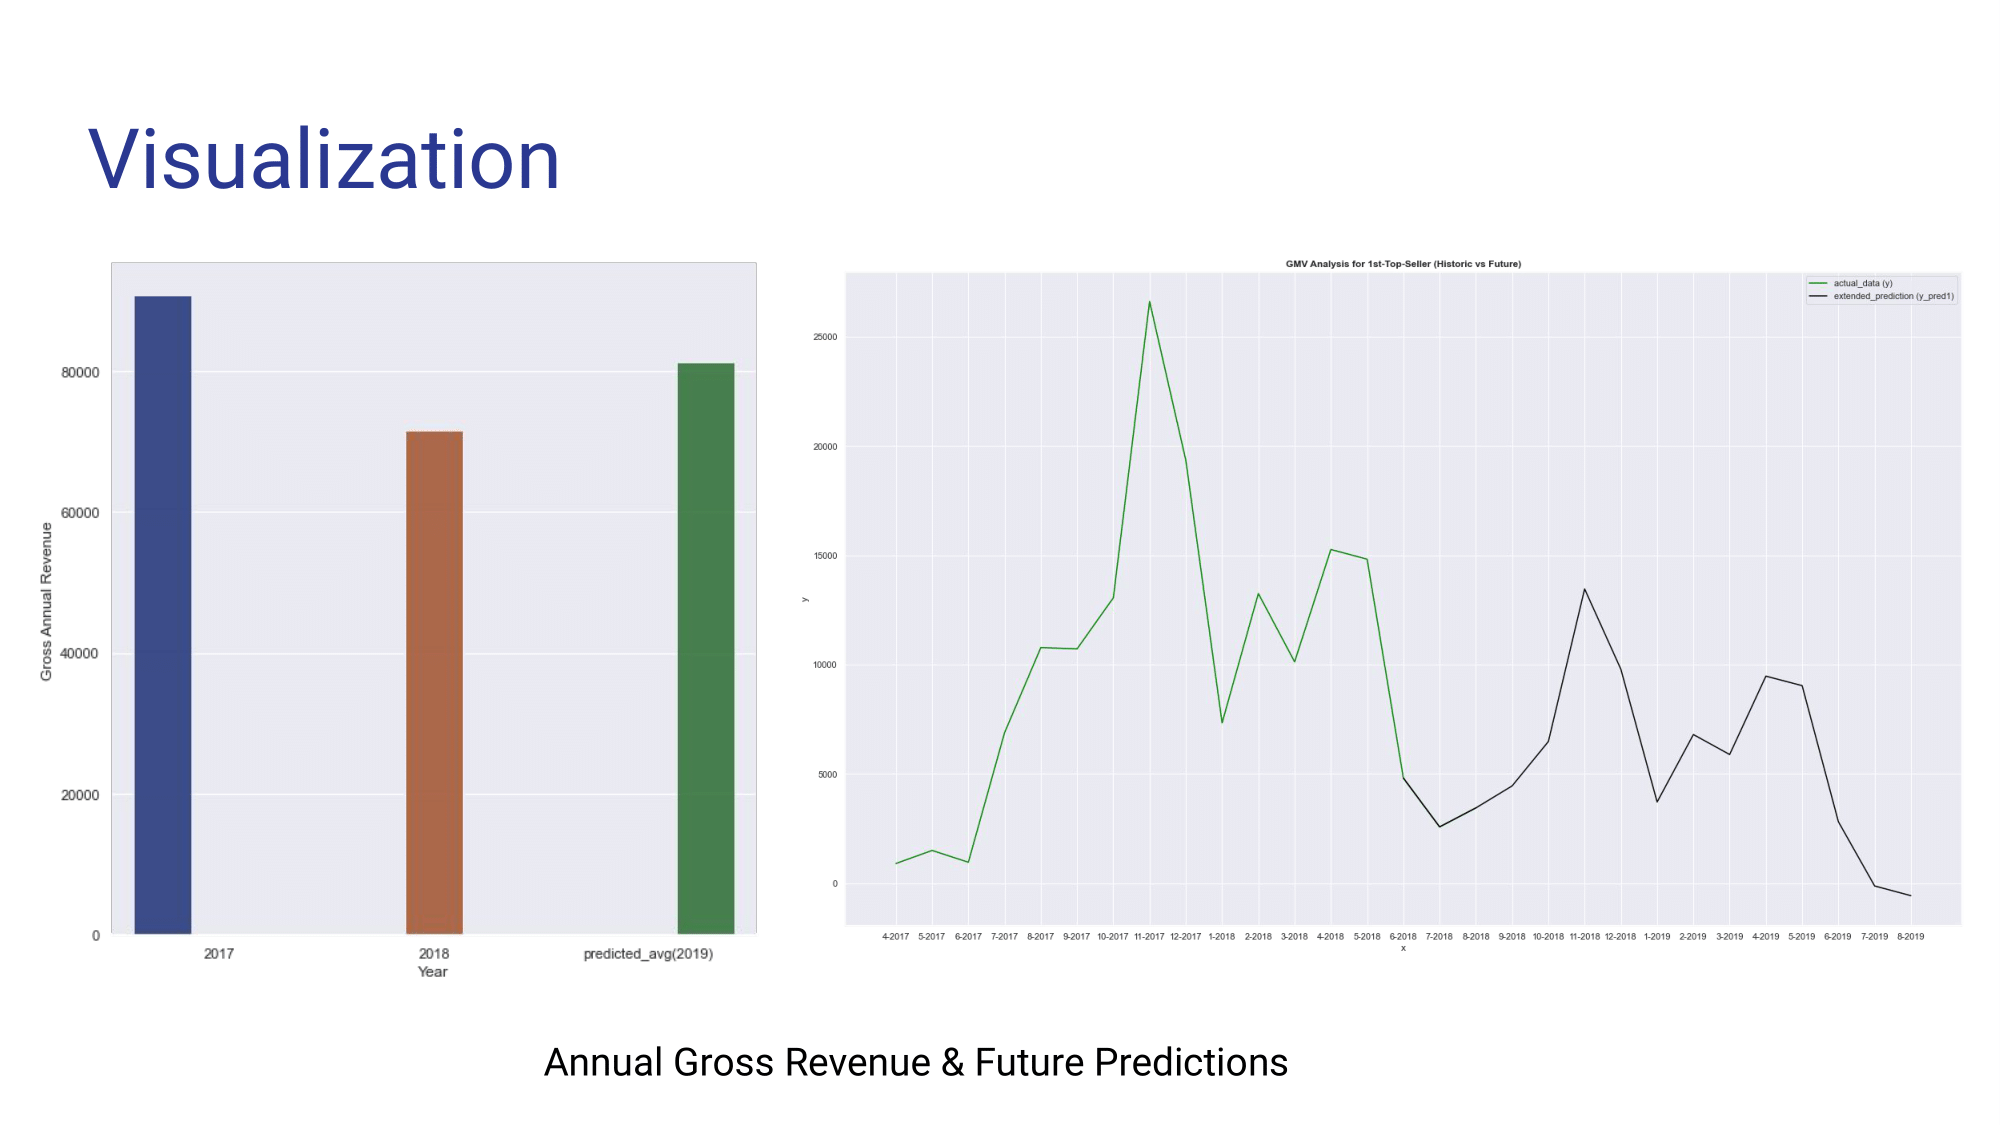 Visualization
80000
60000
40000
20000
0
Gross Annual Revenue
2017 2018 predicted_avg(2019)
Year
GMV Analysis for 1st-Top-Seller (Historic vs Future)
actual_data (y)
extended_prediction (y_pred1)
25000
20000
15000
10000
5000
0
y
4-2017 5-2017 6-2017 7-2017 8-2017 9-2017 10-2017 11-2017 12-2017 1-2018 2-2018 3-2018 4-2018 5-2018 6-2018 7-2018 8-2018 9-2018 10-2018 11-2018 12-2018 1-2019 2-2019 3-2019 4-2019 5-2019 6-2019 7-2019 8-2019
x
Annual Gross Revenue & Future Predictions